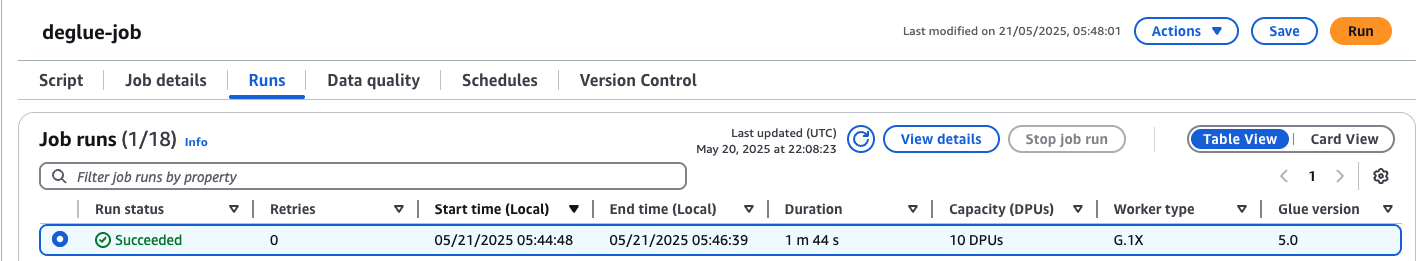 deglue-job
Last modified on 21/05/2025, 05:48:01
Actions
Save
Run
Script
Job details
Runs
Data quality
Schedules
Version Control
Job runs (1/18) Info
Last updated (UTC)
May 20, 2025 at 22:08:23
View details
Stop job run
Table View
Card View
Filter job runs by property
1
Run status Retries Start time (Local) End time (Local) Duration Capacity (DPUs) Worker type Glue version
Succeeded 0 05/21/2025 05:44:48 05/21/2025 05:46:39 1 m 44 s 10 DPUs G.1X 5.0